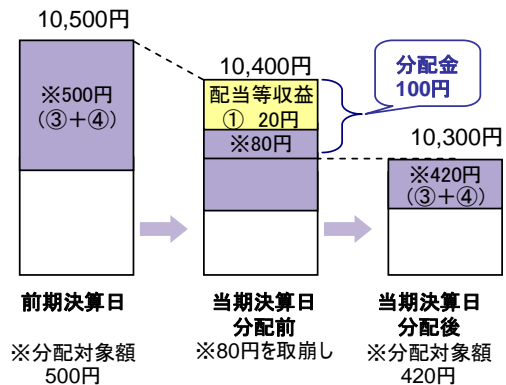 10,500円
※500円
(③+④)
前期決算日
※分配対象額
500円
10,400円
配当等収益
① 20円
※80円
当期決算日
分配前
※80円を取崩し
分配金
100円
10,300円
※420円
(③+④)
当期決算日
分配後
※分配対象額
420円